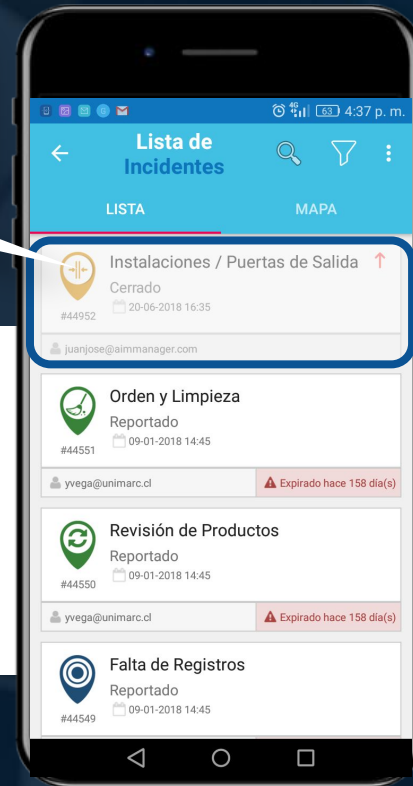 63 4:37 p. m.
4G
Lista de
Incidentes
LISTA
MAPA
Instalaciones / Puertas de Salida
Cerrado
20-06-2018 16:35
#44952
juanjose@aimmanager.com
Orden y Limpieza
Reportado
09-01-2018 14:45
#44551
yvega@unimarc.cl
Expirado hace 158 día(s)
Revisión de Productos
Reportado
09-01-2018 14:45
#44550
yvega@unimarc.cl
Expirado hace 158 día(s)
Falta de Registros
Reportado
09-01-2018 14:45
#44549